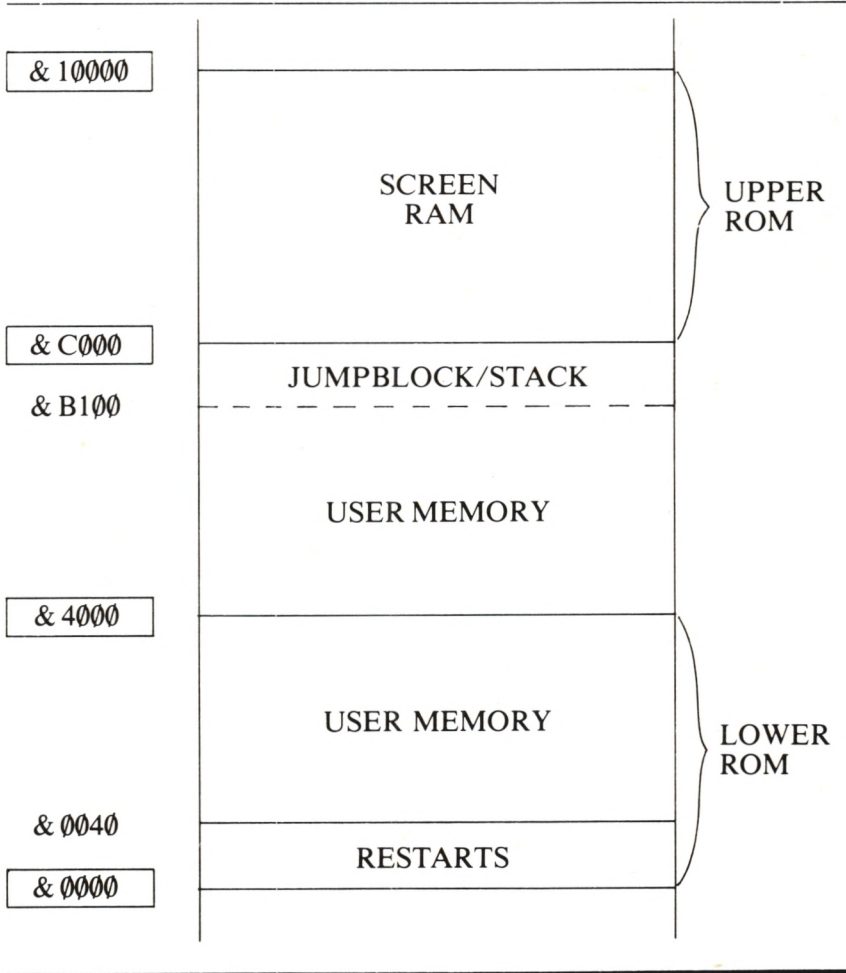 & 10000
SCREEN
RAM
UPPER
ROM
& C000
JUMPBLOCK/STACK
& B100
USER MEMORY
& 4000
USER MEMORY
LOWER
ROM
& 0040
RESTARTS
& 0000